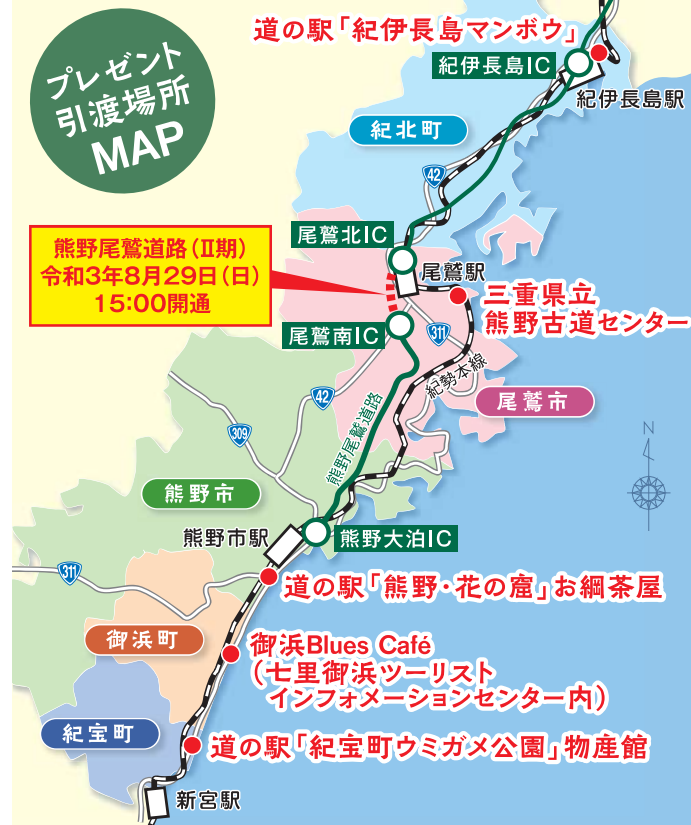 プレゼント
引渡場所
MAP
道の駅「紀伊長島マンボウ」
紀伊長島IC
紀伊長島駅
紀北町
42
尾鷲北IC
熊野尾鷲道路（Ⅱ期）
令和3年8月29日（日）
15:00開通
尾鷲駅
三重県立
熊野古道センター
尾鷲南IC
311
紀勢本線
尾鷲市
42
309
熊野尾鷲道路
N
熊野市
熊野市駅
熊野大泊IC
311
道の駅「熊野・花の窟」お綱茶屋
御浜町
御浜Blues Café
（七里御浜ツーリスト
インフォメーションセンター内）
紀宝町
道の駅「紀宝町ウミガメ公園」物産館
新宮駅